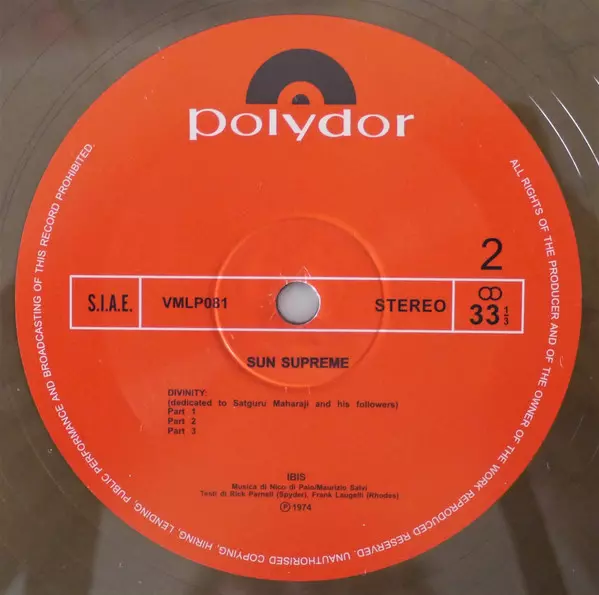 polydor
2
S.I.A.E.
VMLP081
STEREO
33 1/3
SUN SUPREME
DIVINITY:
(dedicated to Satguru Maharaji and his followers)
Part 1
Part 2
Part 3
IBIS
Musica di Nico di Palo/Maurizio Salvi
Testi di Rick Parnell (Spyder), Frank Laugelli (Rhodes)
Ⓟ1974
ALL RIGHTS OF THE PRODUCER AND OF THE OWNER OF THE WORK REPRODUCED RESERVED. UNAUTHORISED COPYING, HIRING, LENDING, PUBLIC PERFORMANCE AND BROADCASTING OF THIS RECORD PROHIBITED.